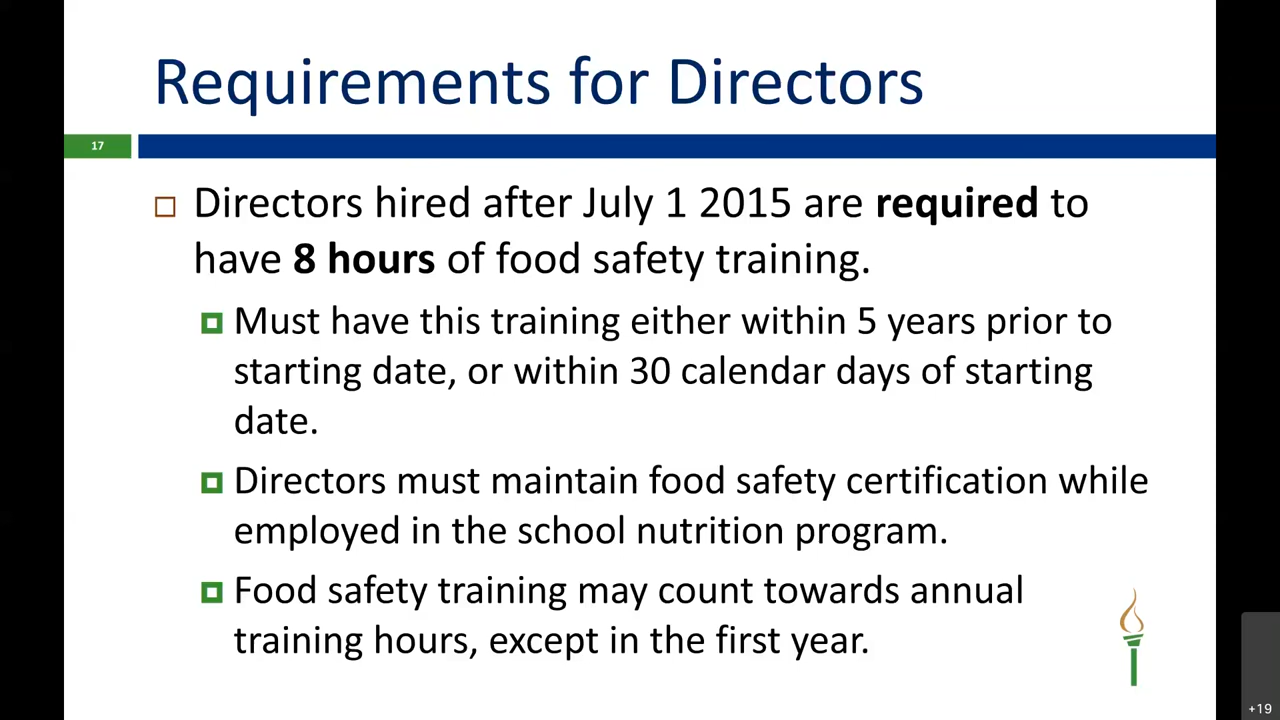 Requirements for Directors
17
Directors hired after July 1 2015 are required to
have 8 hours of food safety training.
Must have this training either within 5 years prior to
starting date, or within 30 calendar days of starting
date.
Directors must maintain food safety certification while
employed in the school nutrition program.
Food safety training may count towards annual
training hours, except in the first year.
+19